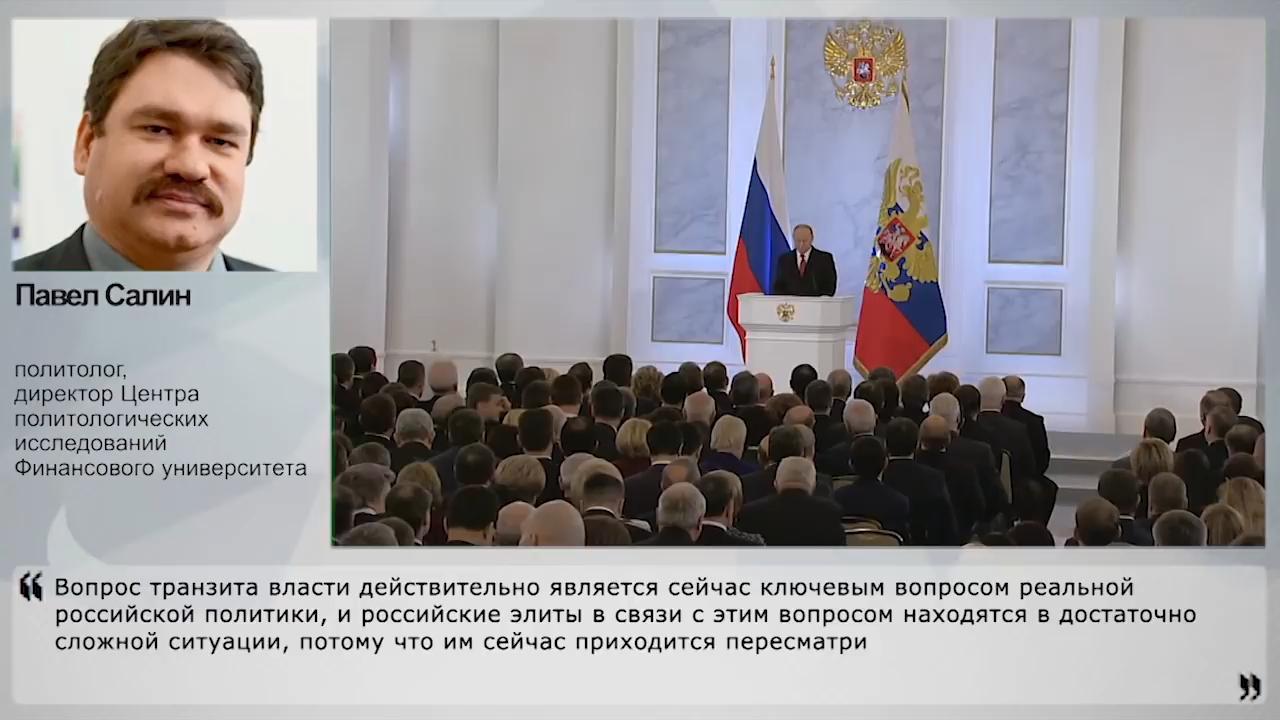 Павел Салин
политолог,
директор Центра
политологических
исследований
Финансового университета
“ Вопрос транзита власти действительно является сейчас ключевым вопросом реальной
российской политики, и российские элиты в связи с этим вопросом находятся в достаточно
сложной ситуации, потому что им сейчас приходится пересматри
”